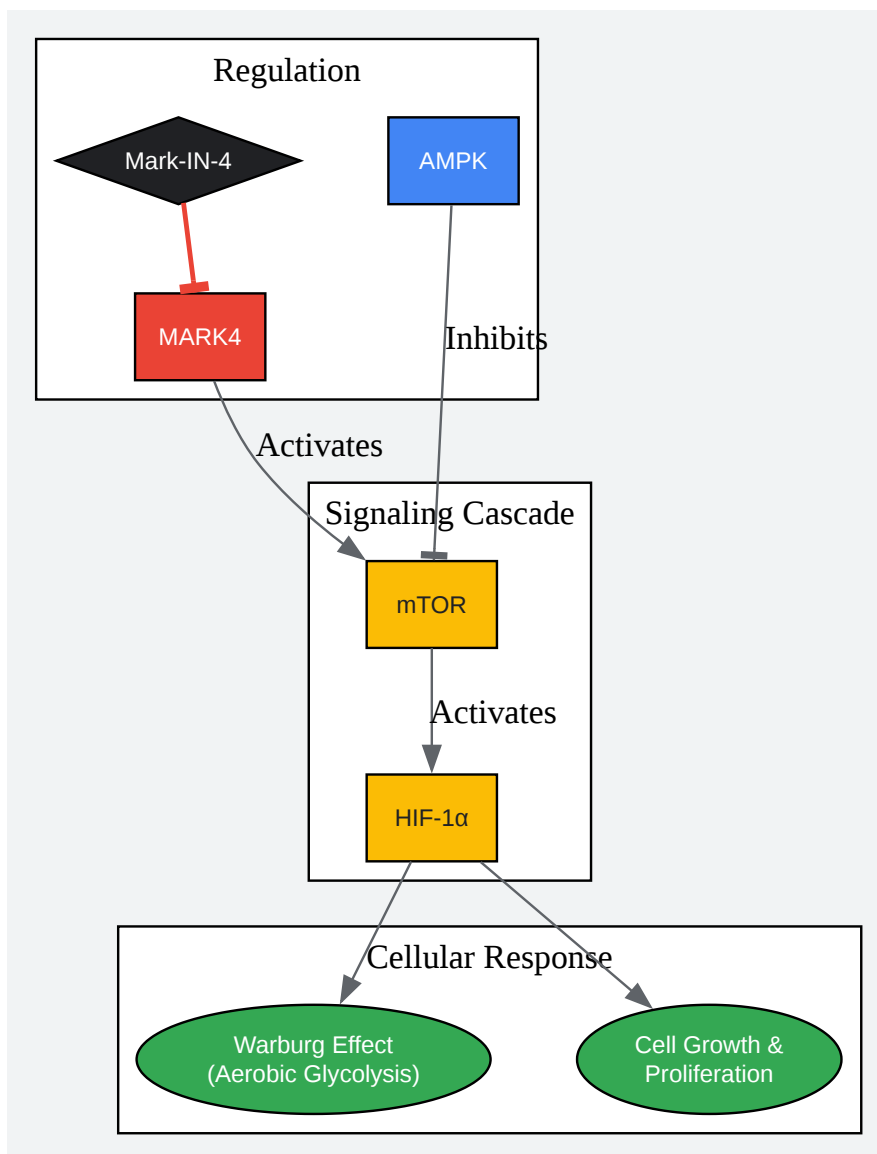 Regulation
Mark-IN-4
AMPK
MARK4
Inhibits
Activates
Signaling Cascade
mTOR
Activates
HIF-1α
Cellular Response
Warburg Effect
(Aerobic Glycolysis)
Cell Growth &
Proliferation